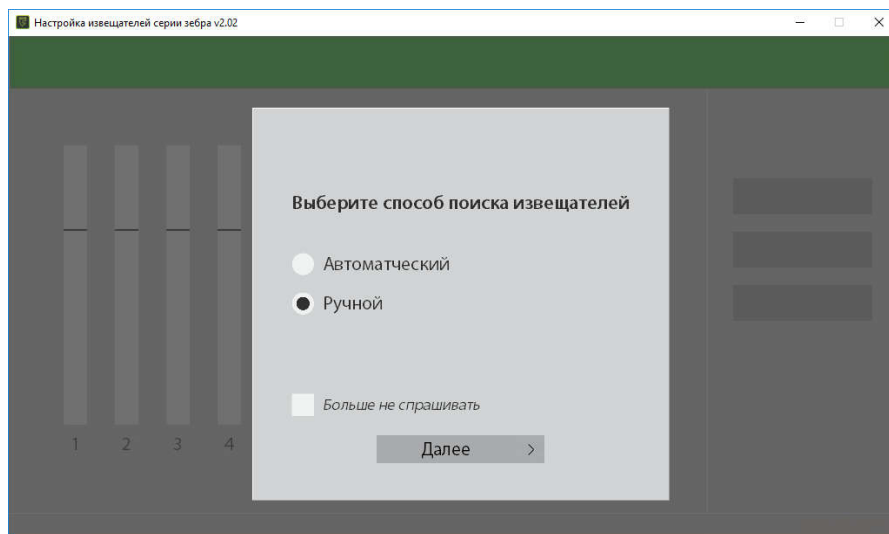 Настройка извещателей серии зебра v2.02
Выберите способ поиска извещателей
Автоматческий
Ручной
Больше не спрашивать
Далее
1 2 3 4